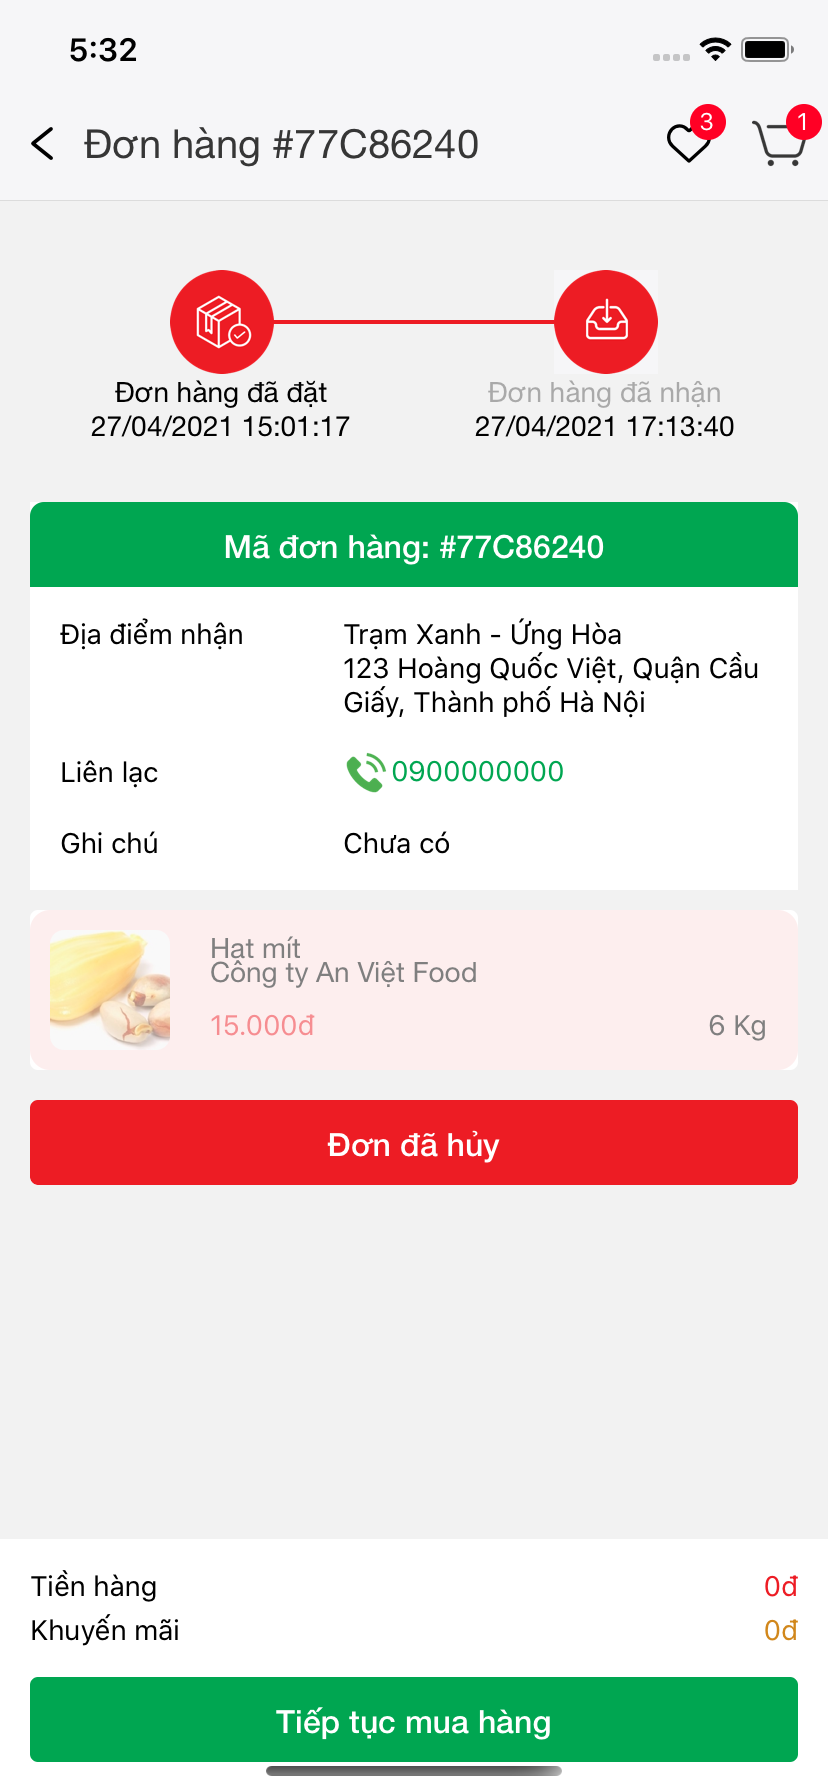 5:32
Đơn hàng #77C86240
3
1
Đơn hàng đã đặt
27/04/2021 15:01:17
Đơn hàng đã nhận
27/04/2021 17:13:40
Mã đơn hàng: #77C86240
Địa điểm nhận
Trạm Xanh - Ứng Hòa
123 Hoàng Quốc Việt, Quận Cầu
Giấy, Thành phố Hà Nội
Liên lạc
0900000000
Ghi chú
Chưa có
Hạt mít
Công ty An Việt Food
15.000đ
6 Kg
Đơn đã hủy
Tiền hàng
0đ
Khuyến mãi
0đ
Tiếp tục mua hàng